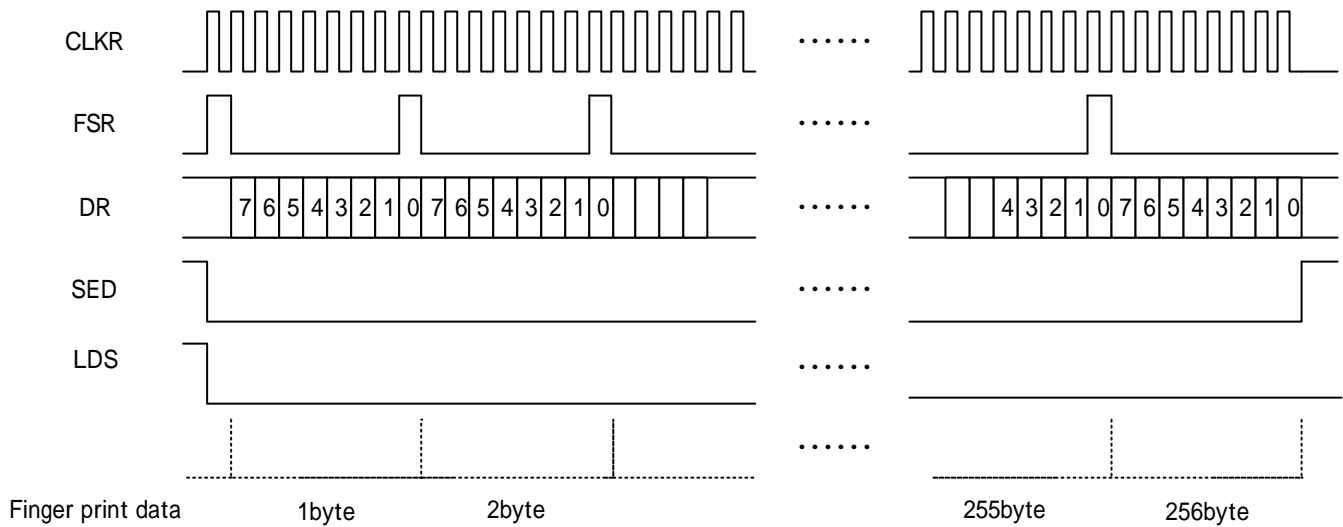 CLKR ······
FSR ······
DR 7 6 5 4 3 2 1 0 7 6 5 4 3 2 1 0 ······ 4 3 2 1 0 7 6 5 4 3 2 1 0
SED ······
LDS ······
······
Finger print data 1byte 2byte 255byte 256byte